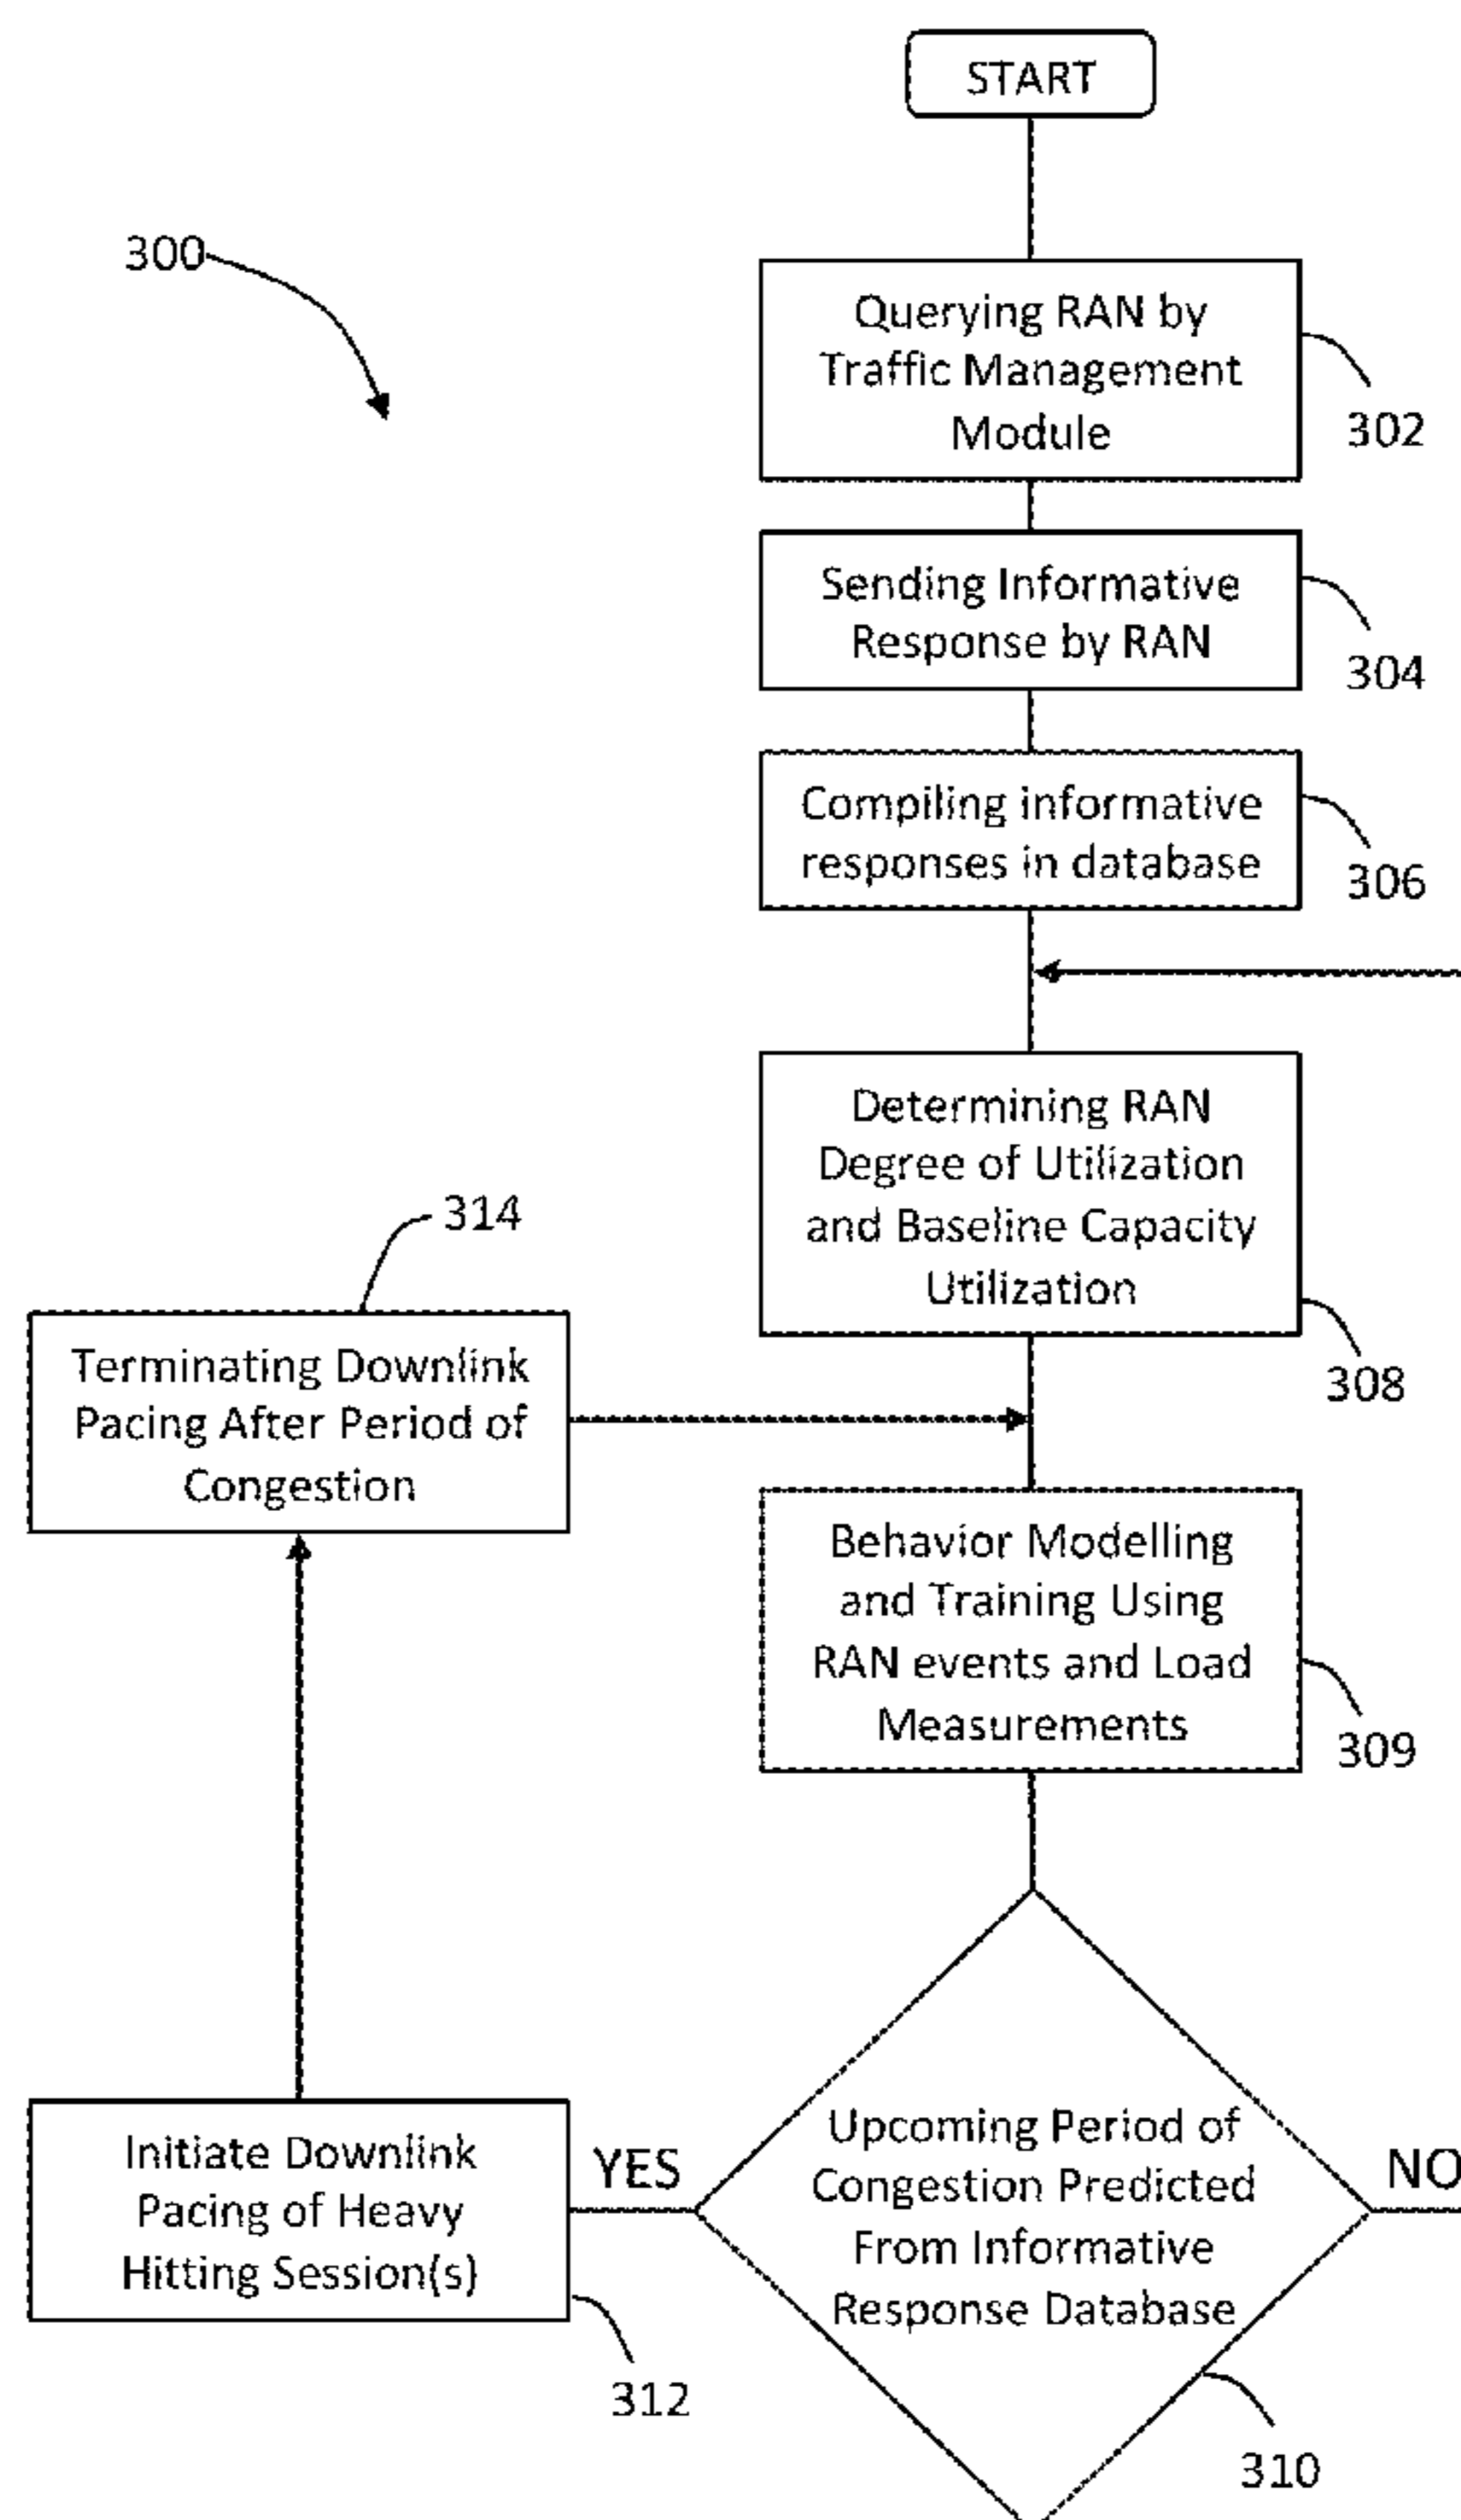 START
300
Querying RAN by
Traffic Management
Module
302
Sending Informative
Response by RAN
304
Compiling informative
responses in database
306
Determining RAN
Degree of Utilization
and Baseline Capacity
Utilization
308
314
Terminating Downlink
Pacing After Period of
Congestion
Behavior Modelling
and Training Using
RAN events and Load
Measurements
309
Upcoming Period of
Congestion Predicted
From Informative
Response Database
310
YES
NO
Initiate Downlink
Pacing of Heavy
Hitting Session(s)
312